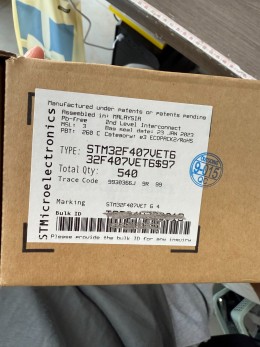 Manufactured under patents or patents pending
Assembled in: MALAYSIA
Pb-free 2nd Level Interconnect
MSL: 3 Bag seal date: 23 JAN 2023
PBT: 260 C Category: e3 ECOPACK2/RoHS
TYPE: STM32F407VET6
32F407VET6$97
Total Qty: 540
Trace Code
Marking STM32F407VET 6 4
Bulk ID
Please provide the bulk ID for any inquiry
STMicroelectronics